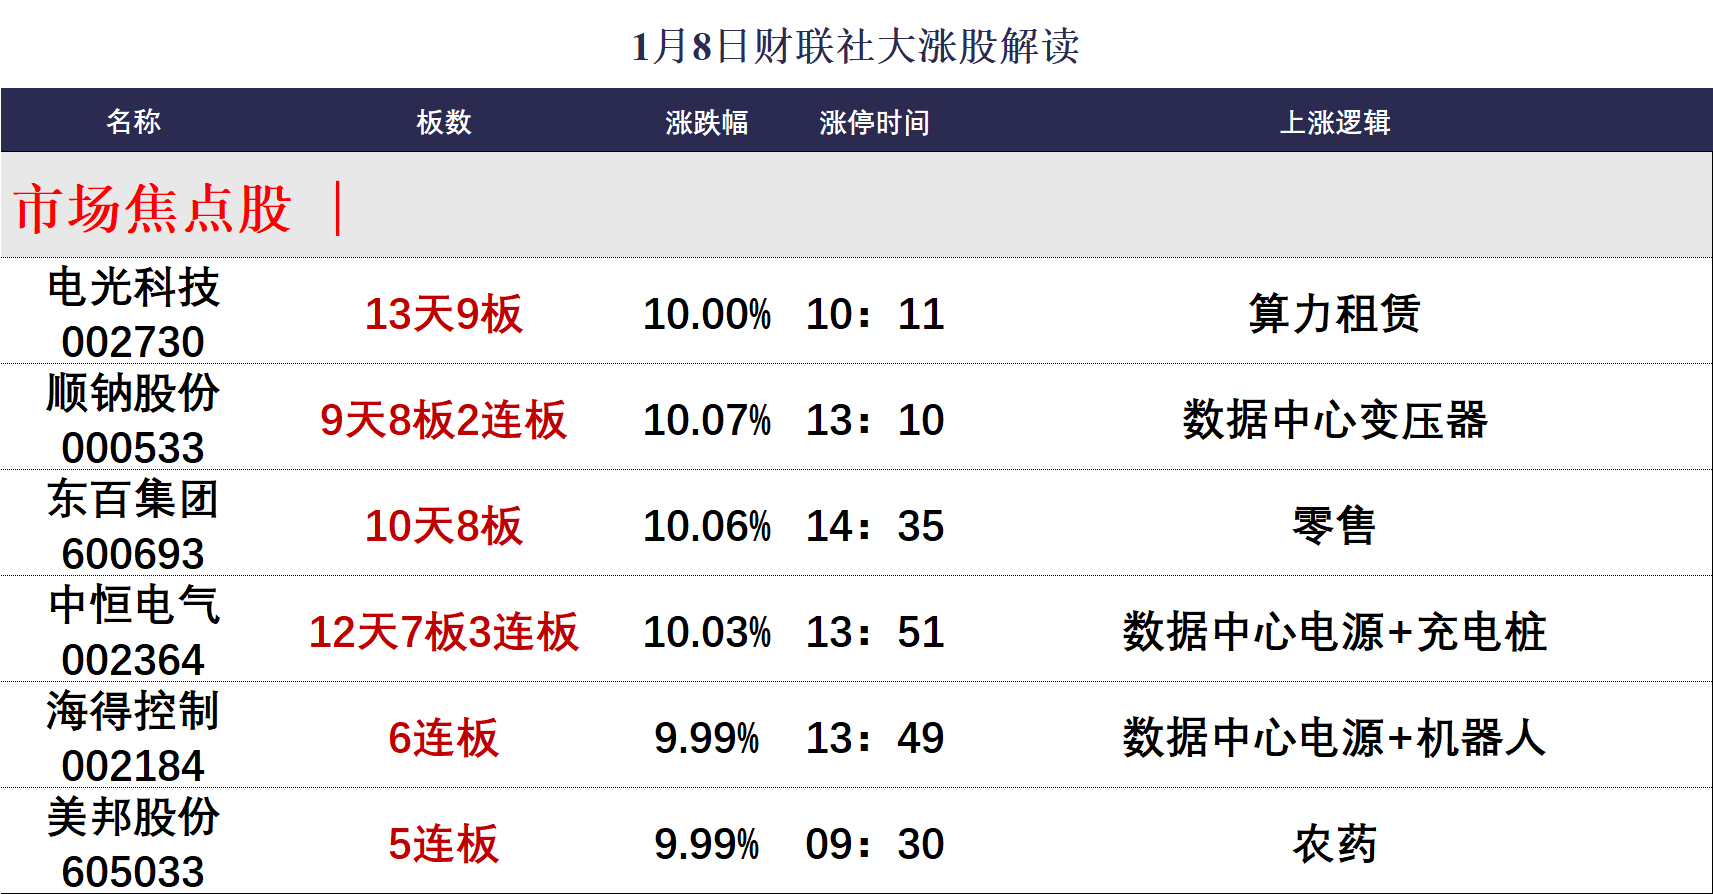 1月8日财联社大涨股解读
名称 板数 涨跌幅 涨停时间 上涨逻辑
市场焦点股
电光科技
002730 13天9板 10.00% 10：11 算力租赁
顺钠股份
000533 9天8板2连板 10.07% 13：10 数据中心变压器
东百集团
600693 10天8板 10.06% 14：35 零售
中恒电气
002364 12天7板3连板 10.03% 13：51 数据中心电源+充电桩
海得控制
002184 6连板 9.99% 13：49 数据中心电源+机器人
美邦股份
605033 5连板 9.99% 09：30 农药